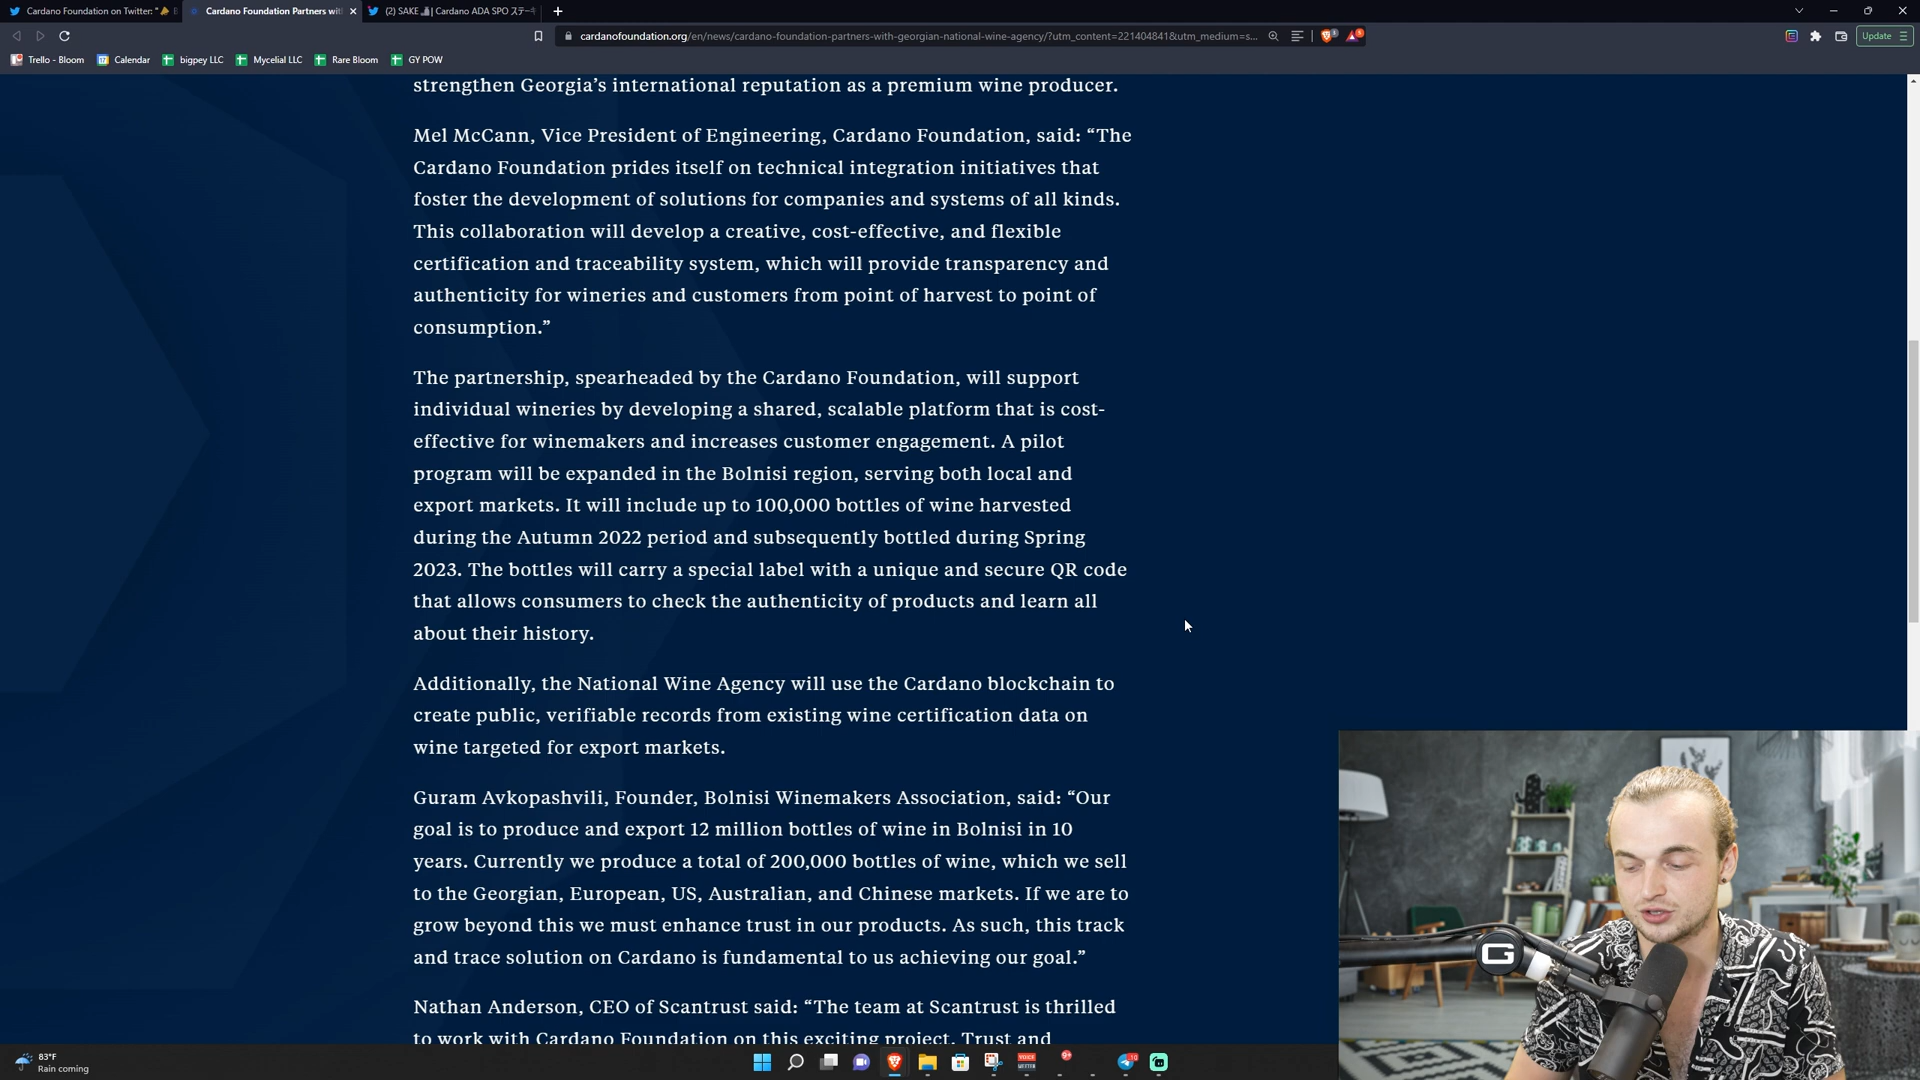 Cardano Foundation on Twitter: "
Cardano Foundation Partners wit
(2) SAKE | Cardano ADA SPO ステーキ
cardanofoundation.org/en/news/cardano-foundation-partners-with-georgian-national-wine-agency/?utm_content=221404841&utm_medium=s...
Update
Trello - Bloom
Calendar
bigpey LLC
Mycelial LLC
Rare Bloom
GY POW
strengthen Georgia’s international reputation as a premium wine producer.
Mel McCann, Vice President of Engineering, Cardano Foundation, said: “The
Cardano Foundation prides itself on technical integration initiatives that
foster the development of solutions for companies and systems of all kinds.
This collaboration will develop a creative, cost-effective, and flexible
certification and traceability system, which will provide transparency and
authenticity for wineries and customers from point of harvest to point of
consumption.”
The partnership, spearheaded by the Cardano Foundation, will support
individual wineries by developing a shared, scalable platform that is cost-
effective for winemakers and increases customer engagement. A pilot
program will be expanded in the Bolnisi region, serving both local and
export markets. It will include up to 100,000 bottles of wine harvested
during the Autumn 2022 period and subsequently bottled during Spring
2023. The bottles will carry a special label with a unique and secure QR code
that allows consumers to check the authenticity of products and learn all
about their history.
Additionally, the National Wine Agency will use the Cardano blockchain to
create public, verifiable records from existing wine certification data on
wine targeted for export markets.
Guram Avkopashvili, Founder, Bolnisi Winemakers Association, said: “Our
goal is to produce and export 12 million bottles of wine in Bolnisi in 10
years. Currently we produce a total of 200,000 bottles of wine, which we sell
to the Georgian, European, US, Australian, and Chinese markets. If we are to
grow beyond this we must enhance trust in our products. As such, this track
and trace solution on Cardano is fundamental to us achieving our goal.”
Nathan Anderson, CEO of Scantrust said: “The team at Scantrust is thrilled
to work with Cardano Foundation on this exciting project. Trust and
G
83°F
Rain coming